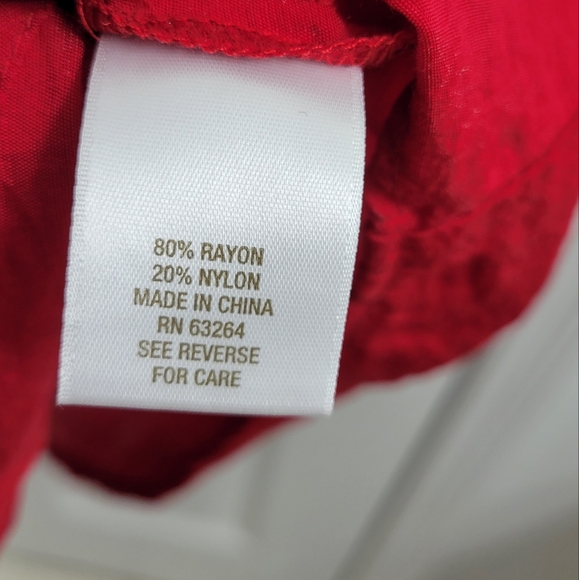 80% RAYON
20% NYLON
MADE IN CHINA
RN 63264
SEE REVERSE
FOR CARE